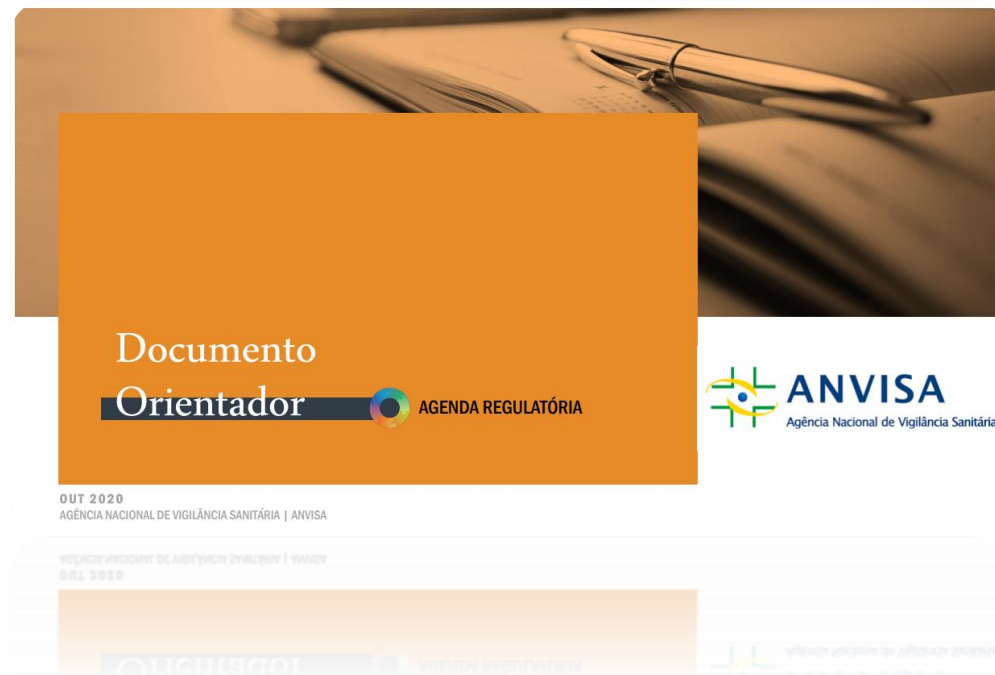 Documento
Orientador
AGENDA REGULATÓRIA
ANVISA
Agência Nacional de Vigilância Sanitária
OUT 2020
AGÊNCIA NACIONAL DE VIGILÂNCIA SANITÁRIA | ANVISA